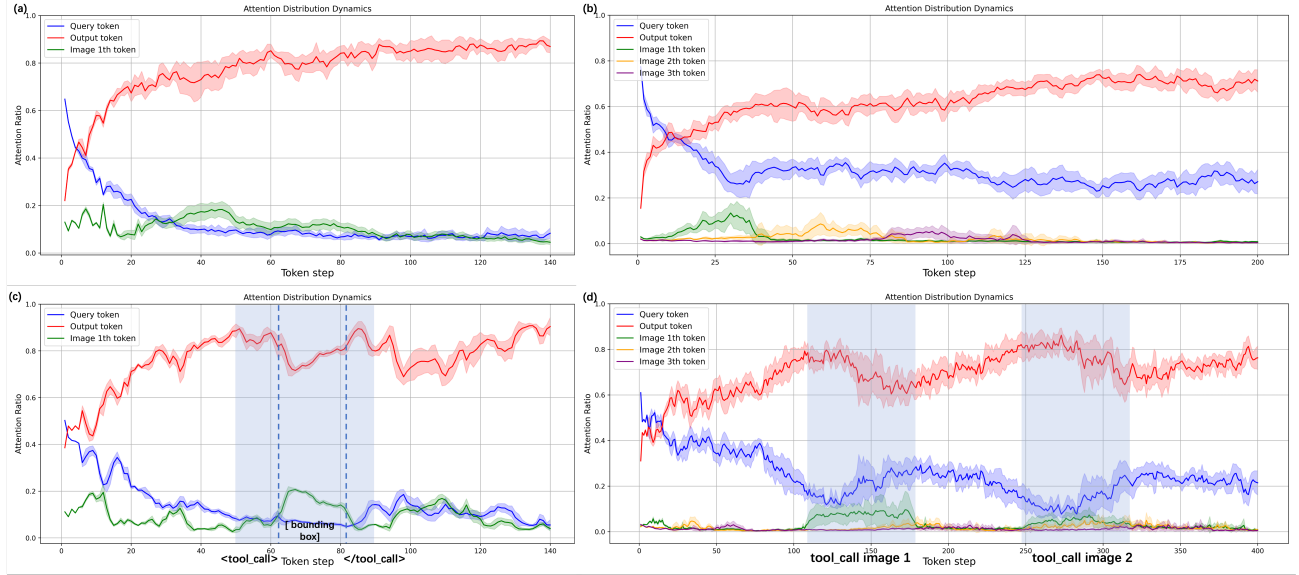 (a)
Attention Distribution Dynamics
Query token
Output token
Image 1th token
Attention Ratio
1.0
0.8
0.6
0.4
0.2
0.0
0 20 40 60 80 100 120 140
Token step
(b)
Attention Distribution Dynamics
Query token
Output token
Image 1th token
Image 2th token
Image 3th token
Attention Ratio
1.0
0.8
0.6
0.4
0.2
0.0
0 25 50 75 100 125 150 175 200
Token step
(c)
Attention Distribution Dynamics
Query token
Output token
Image 1th token
Attention Ratio
1.0
0.8
0.6
0.4
0.2
0.0
[ bounding
box]
0 20 40 60 80 100 120 140
<tool_call> Token step </tool_call>
(d)
Attention Distribution Dynamics
Query token
Output token
Image 1th token
Image 2th token
Image 3th token
Attention Ratio
1.0
0.8
0.6
0.4
0.2
0.0
0 50 100 150 200 250 300 350 400
tool_call image 1 Token step tool_call image 2